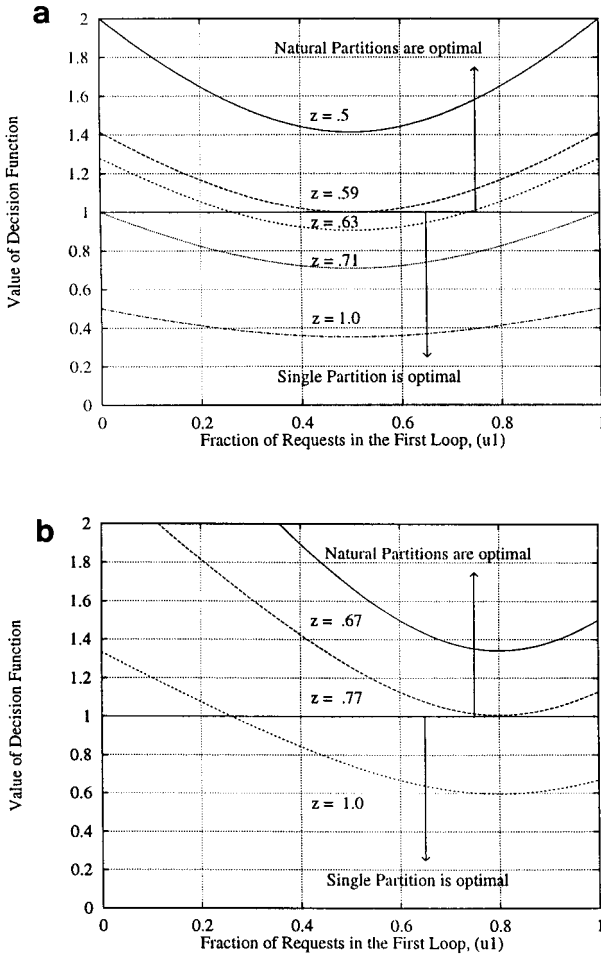 a
2
1.8
1.6
1.4
1.2
1
0.8
0.6
0.4
0.2
0
Value of Decision Function
Natural Partitions are optimal
z = .5
z = .59
z = .63
z = .71
z = 1.0
Single Partition is optimal
0
0.2
0.4
0.6
0.8
1
Fraction of Requests in the First Loop, (u1)
b
2
1.8
1.6
1.4
1.2
1
0.8
0.6
0.4
0.2
0
Value of Decision Function
Natural Partitions are optimal
z = .67
z = .77
z = 1.0
Single Partition is optimal
0
0.2
0.4
0.6
0.8
1
Fraction of Requests in the First Loop, (u1)